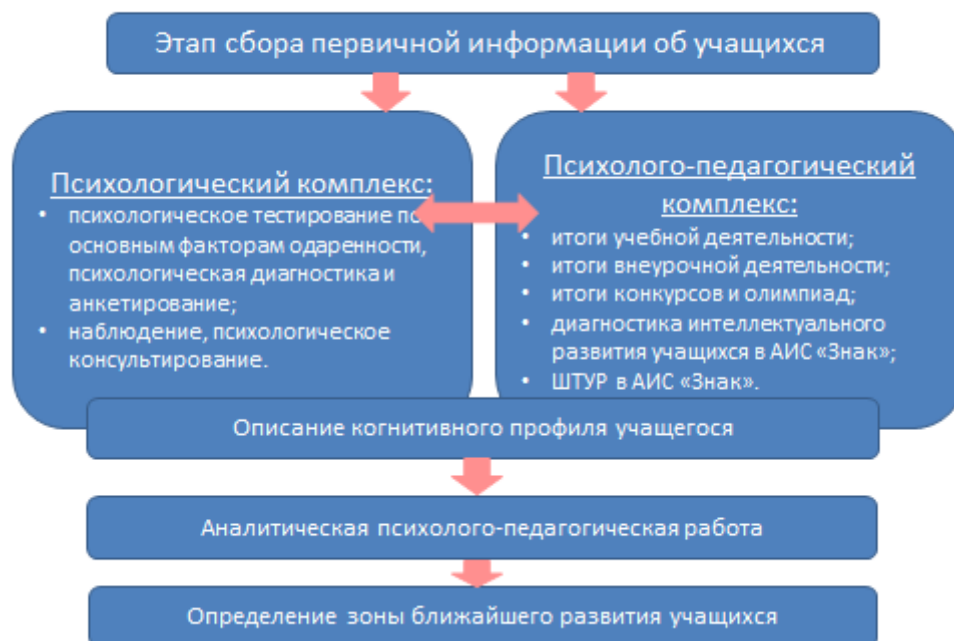 Этап сбора первичной информации об учащихся
Психологический комплекс:
• психологическое тестирование по
основным факторам одаренности,
психологическая диагностика и
анкетирование;
• наблюдение, психологическое
консультирование.
Психолого-педагогический
комплекс:
• итоги учебной деятельности;
• итоги внеурочной деятельности;
• итоги конкурсов и олимпиад;
• диагностика интеллектуального
развития учащихся в АИС «Знак»;
• ШТУР в АИС «Знак».
Описание когнитивного профиля учащегося
Аналитическая психолого-педагогическая работа
Определение зоны ближайшего развития учащихся